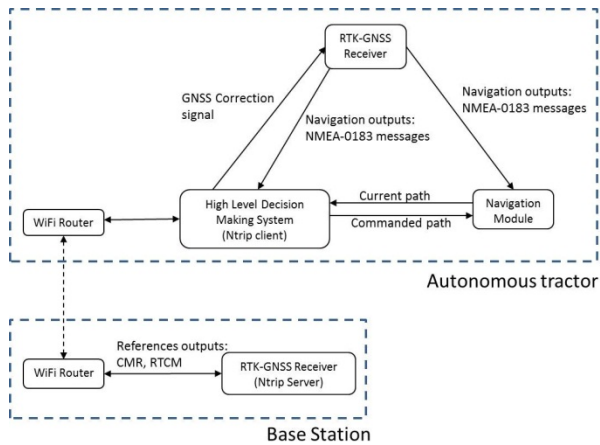 RTK-GNSS
Receiver
GNSS Correction
signal
Navigation outputs:
NMEA-0183 messages
Navigation outputs:
NMEA-0183 messages
WiFi Router
High Level Decision
Making System
(Ntrip client)
Current path
Commanded path
Navigation
Module
Autonomous tractor
WiFi Router
References outputs:
CMR, RTCM
RTK-GNSS Receiver
(Ntrip Server)
Base Station